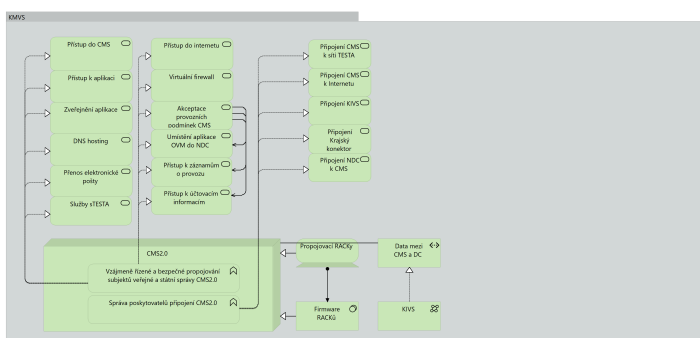 KMVS
Přístup do CMS
Přístup k aplikaci
Zveřejnění aplikace
DNS hosting
Přenos elektronické
pošty
Služby sTESTA
Přístup do internetu
Virtuální firewall
Akceptace
provozních
podmínek CMS
Umístění aplikace
OVM do NDC
Přístup k záznamům
o provozu
Přístup k účtovacím
informacím
Připojení CMS
k síti TESTA
Připojení CMS
k Internetu
Připojení KIVS
Připojení
Krajský
konektor
Připojení NDC
k CMS
CMS2.0
Vzájemně řízené a bezpečné propojování
subjektů veřejné a státní správy CMS2.0
Správa poskytovatelů připojení CMS2.0
Propojovací RACKy
Firmware
RACKů
Data mezi
CMS a DC
KIVS